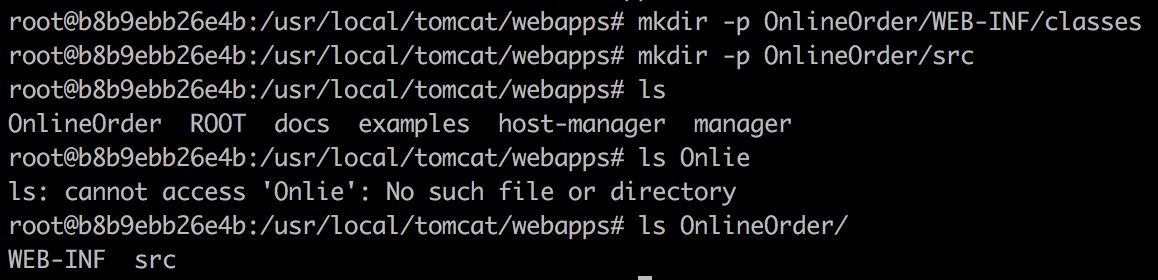 root@b8b9ebb26e4b:/usr/local/tomcat/webapps# mkdir -p OnlineOrder/WEB-INF/classes
root@b8b9ebb26e4b:/usr/local/tomcat/webapps# mkdir -p OnlineOrder/src
root@b8b9ebb26e4b:/usr/local/tomcat/webapps# ls
OnlineOrder  ROOT  docs  examples  host-manager  manager
root@b8b9ebb26e4b:/usr/local/tomcat/webapps# ls Onlie
ls: cannot access 'Onlie': No such file or directory
root@b8b9ebb26e4b:/usr/local/tomcat/webapps# ls OnlineOrder/
WEB-INF  src